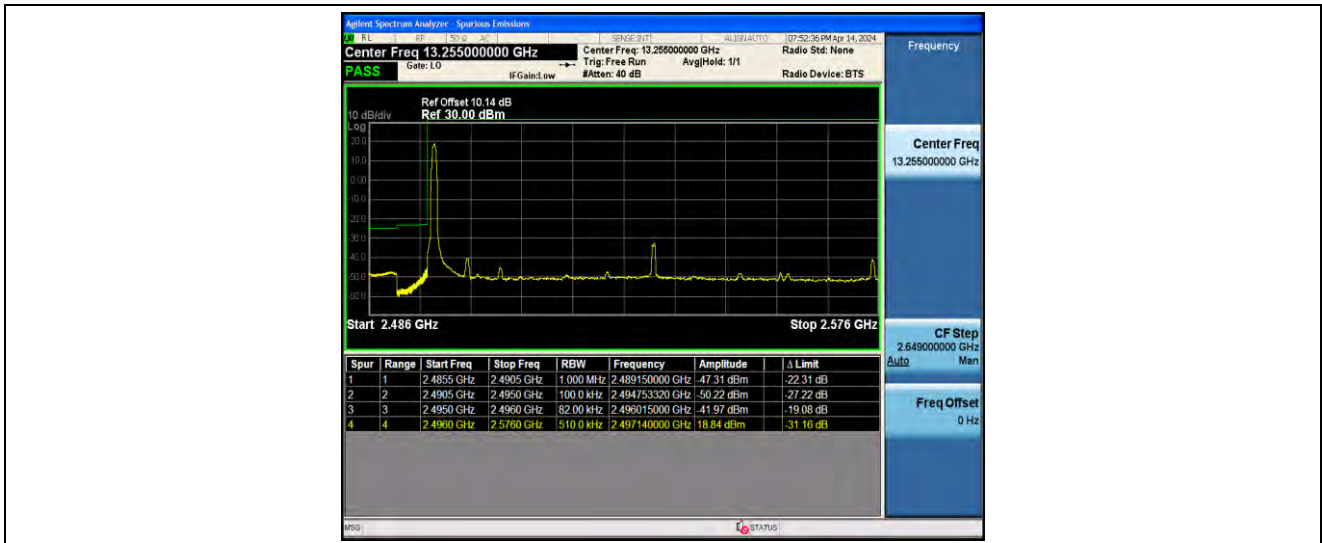 Agilent Spectrum Analyzer - Spurious Emissions
RL RF 50 Ω AC SENSE:INT ALIGNAUTO 07:52:36 PM Apr 14, 2024
Center Freq 13.255000000 GHz Center Freq: 13.255000000 GHz Radio Std: None Frequency
PASS Gate: LO Trig: Free Run Avg|Hold: 1/1
IFGain:Low #Atten: 40 dB Radio Device: BTS
Ref Offset 10.14 dB
10 dB/div Ref 30.00 dBm
Log
20.0
10.0
0.00
-10.0
-20.0
-30.0
-40.0
-50.0
-60.0
Start 2.486 GHz Stop 2.576 GHz
Spur Range Start Freq Stop Freq RBW Frequency Amplitude Δ Limit
1 1 2.4855 GHz 2.4905 GHz 1.000 MHz 2.489150000 GHz -47.31 dBm -22.31 dB
2 2 2.4905 GHz 2.4950 GHz 100.0 kHz 2.494753320 GHz -50.22 dBm -27.22 dB
3 3 2.4950 GHz 2.4960 GHz 82.00 kHz 2.496015000 GHz -41.97 dBm -19.08 dB
4 4 2.4960 GHz 2.5760 GHz 510.0 kHz 2.497140000 GHz 18.84 dBm -31.16 dB
Center Freq
13.255000000 GHz
CF Step
2.649000000 GHz
Auto Man
Freq Offset
0 Hz
MSG STATUS